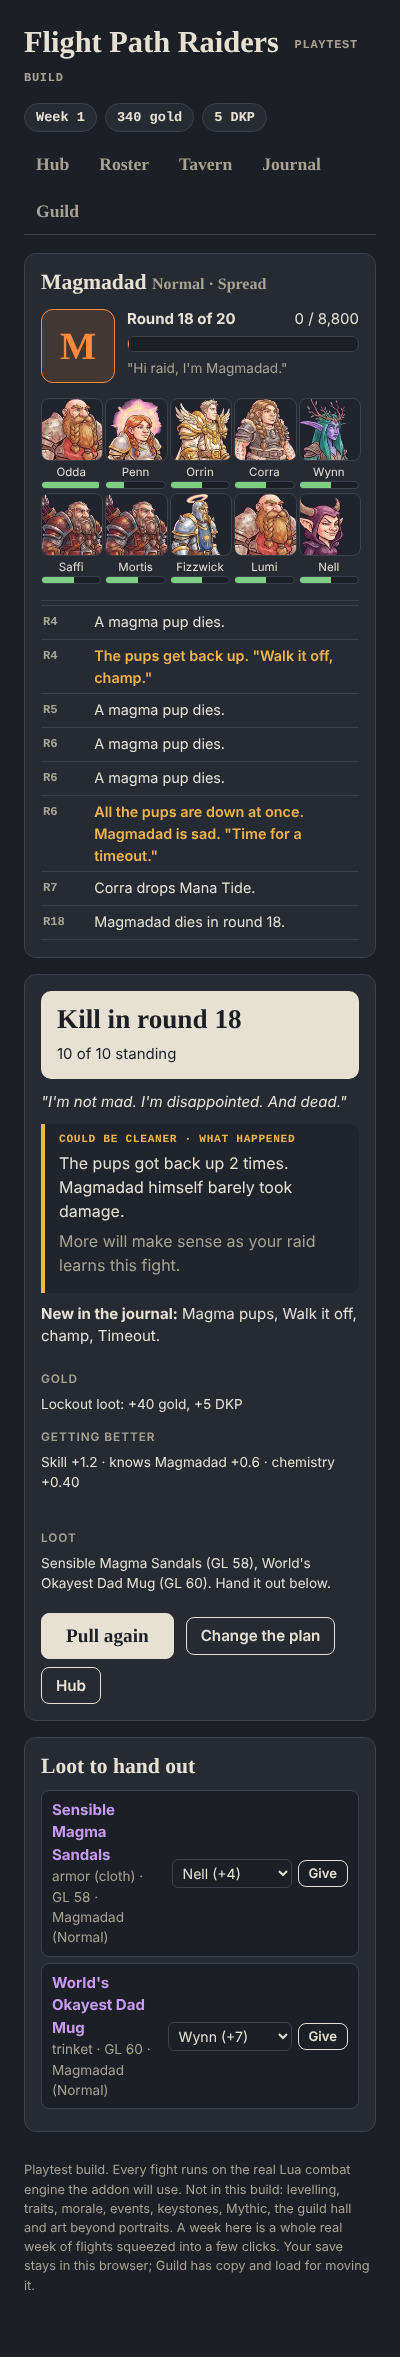 Flight Path Raiders PLAYTEST
BUILD
Week 1 340 gold 5 DKP
Hub Roster Tavern Journal
Guild
Magmadad Normal · Spread
M
Round 18 of 20 0 / 8,800
"Hi raid, I'm Magmadad."
Odda Penn Orrin Corra Wynn
Saffi Mortis Fizzwick Lumi Nell
R4 A magma pup dies.
R4 The pups get back up. "Walk it off,
champ."
R5 A magma pup dies.
R6 A magma pup dies.
R6 A magma pup dies.
R6 All the pups are down at once.
Magmadad is sad. "Time for a
timeout."
R7 Corra drops Mana Tide.
R18 Magmadad dies in round 18.
Kill in round 18
10 of 10 standing
"I'm not mad. I'm disappointed. And dead."
COULD BE CLEANER · WHAT HAPPENED
The pups got back up 2 times.
Magmadad himself barely took
damage.
More will make sense as your raid
learns this fight.
New in the journal: Magma pups, Walk it off,
champ, Timeout.
GOLD
Lockout loot: +40 gold, +5 DKP
GETTING BETTER
Skill +1.2 · knows Magmadad +0.6 · chemistry
+0.40
LOOT
Sensible Magma Sandals (GL 58), World's
Okayest Dad Mug (GL 60). Hand it out below.
Pull again Change the plan
Hub
Loot to hand out
Sensible
Magma
Sandals
armor (cloth) ·
GL 58 ·
Magmadad
(Normal)
Nell (+4) Give
World's
Okayest Dad
Mug
trinket · GL 60 ·
Magmadad
(Normal)
Wynn (+7) Give
Playtest build. Every fight runs on the real Lua combat
engine the addon will use. Not in this build: levelling,
traits, morale, events, keystones, Mythic, the guild hall
and art beyond portraits. A week here is a whole real
week of flights squeezed into a few clicks. Your save
stays in this browser; Guild has copy and load for moving
it.